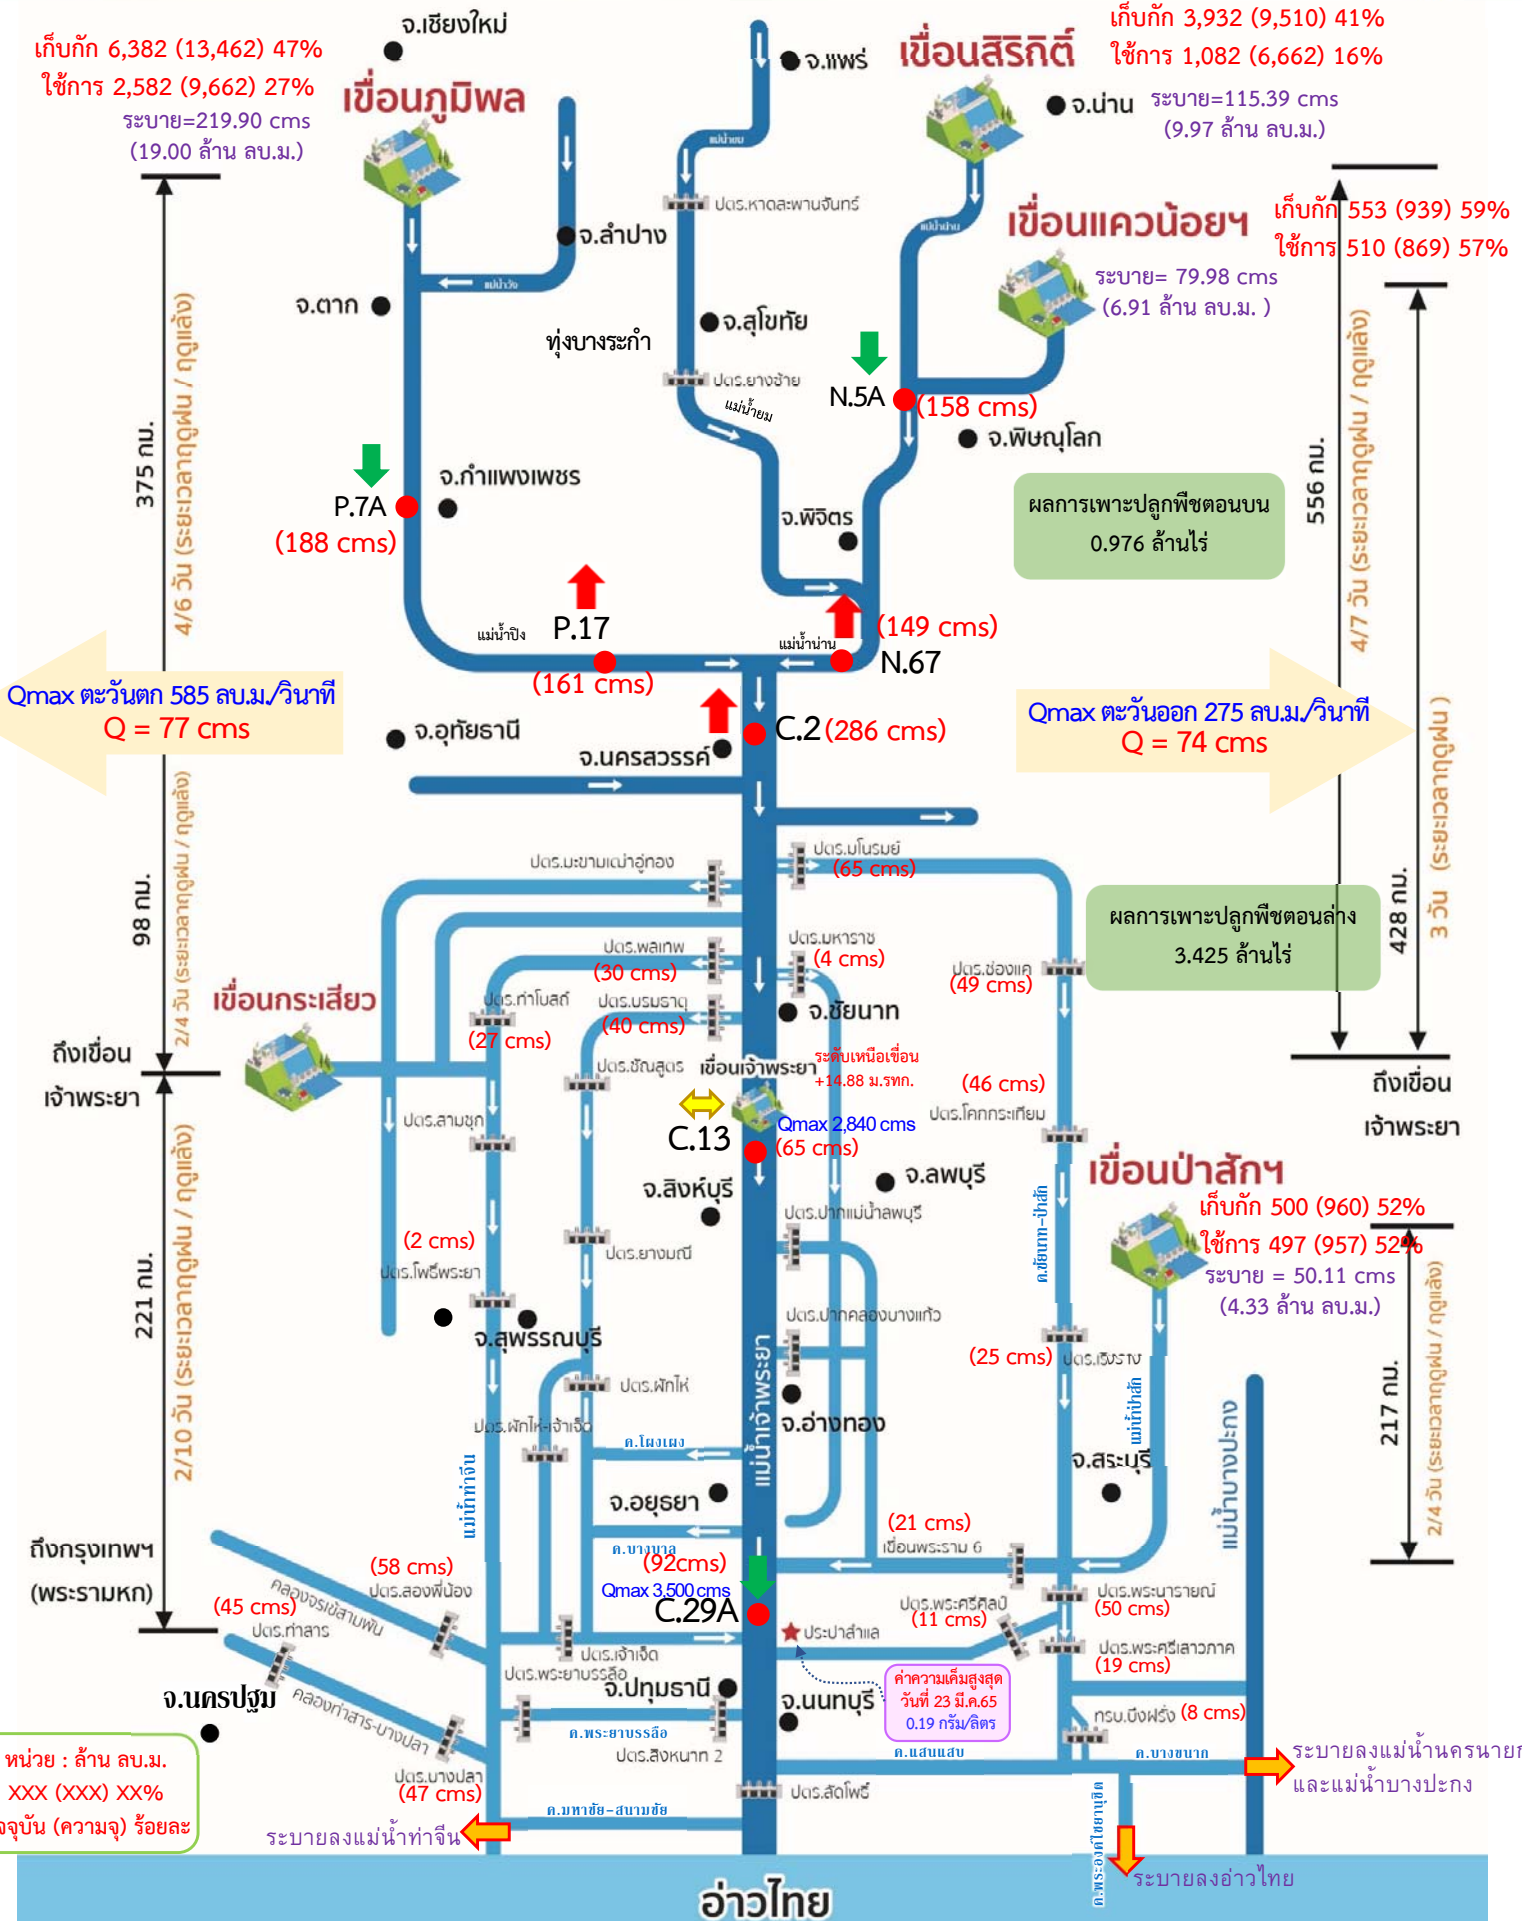 จ.เชียงใหม่
เก็บกัก 6,382 (13,462) 47%
ใช้การ 2,582 (9,662) 27%
ระบาย=219.90 cms
(19.00 ล้าน ลบ.ม.)
เขื่อนภูมิพล
จ.แพร่
เขื่อนสิริกิติ์
เก็บกัก 3,932 (9,510) 41%
ใช้การ 1,082 (6,662) 16%
จ.น่าน
ระบาย=115.39 cms
(9.97 ล้าน ลบ.ม.)
แม่น้ำยม
ปตร.หาดสะพานจันทร์
จ.ลำปาง
แม่น้ำวัง
แม่น้ำน่าน
เขื่อนแควน้อยฯ
เก็บกัก 553 (939) 59%
ใช้การ 510 (869) 57%
ระบาย= 79.98 cms
(6.91 ล้าน ลบ.ม. )
จ.ตาก
จ.สุโขทัย
ทุ่งบางระกำ
ปตร.ยางซ้าย
แม่น้ำยม
N.5A
(158 cms)
จ.พิษณุโลก
375 กม.
4/6 วัน (ระยะเวลาฤดูฝน / ฤดูแล้ง)
556 กม.
4/7 วัน (ระยะเวลาฤดูฝน / ฤดูแล้ง)
จ.กำแพงเพชร
P.7A
(188 cms)
จ.พิจิตร
ผลการเพาะปลูกพืชตอนบน
0.976 ล้านไร่
แม่น้ำปิง
P.17
(161 cms)
แม่น้ำน่าน
(149 cms)
N.67
Qmax ตะวันตก 585 ลบ.ม./วินาที
Q = 77 cms
Qmax ตะวันออก 275 ลบ.ม./วินาที
Q = 74 cms
จ.อุทัยธานี
จ.นครสวรรค์
C.2
(286 cms)
98 กม.
2/4 วัน (ระยะเวลาฤดูฝน / ฤดูแล้ง)
428 กม.
3 วัน (ระยะเวลาฤดูฝน )
ปตร.มะขามเฒ่าอู่ทอง
ปตร.มโนรมย์
(65 cms)
ผลการเพาะปลูกพืชตอนล่าง
3.425 ล้านไร่
ปตร.พลเทพ
(30 cms)
ปตร.มหาราช
(4 cms)
ปตร.ช่องแค
(49 cms)
เขื่อนกระเสียว
ปตร.ท่าโบสถ์
(27 cms)
ปตร.บรมธาตุ
(40 cms)
จ.ชัยนาท
ถึงเขื่อน
เจ้าพระยา
ปตร.ชัณสูตร
เขื่อนเจ้าพระยา
ระดับเหนือเขื่อน
+14.88 ม.รทก.
(46 cms)
ปตร.โคกกระเทียม
ถึงเขื่อน
เจ้าพระยา
ปตร.สามชุก
C.13
Qmax 2,840 cms
(65 cms)
จ.สิงห์บุรี
จ.ลพบุรี
เขื่อนป่าสักฯ
เก็บกัก 500 (960) 52%
ใช้การ 497 (957) 52%
ระบาย = 50.11 cms
(4.33 ล้าน ลบ.ม.)
ค.ชัยนาท-ป่าสัก
ปตร.ปากแม่น้ำลพบุรี
(2 cms)
ปตร.โพธิ์พระยา
ปตร.ยางมณี
221 กม.
2/10 วัน (ระยะเวลาฤดูฝน / ฤดูแล้ง)
จ.สุพรรณบุรี
ปตร.ปากคลองบางแก้ว
(25 cms)
ปตร.เริงราง
217 กม.
2/4 วัน (ระยะเวลาฤดูฝน / ฤดูแล้ง)
ปตร.ผักไห่
แม่น้ำเจ้าพระยา
จ.อ่างทอง
แม่น้ำป่าสัก
ปตร.ผักไห่-เจ้าเจ็ด
ค.โผงเผง
จ.สระบุรี
แม่น้ำบางปะกง
แม่น้ำท่าจีน
จ.อยุธยา
ค.บางบาล
(21 cms)
เขื่อนพระราม 6
ถึงกรุงเทพฯ
(พระรามหก)
(92cms)
Qmax 3,500 cms
C.29A
คลองจรเข้สามพัน
(58 cms)
ปตร.สองพี่น้อง
(45 cms)
ปตร.ท่าสาร
คลองท่าสาร-บางปลา
ปตร.พระศรีศิลป์
(11 cms)
ปตร.พระนารายณ์
(50 cms)
ประปาสำแล
ปตร.พระศรีเสาวภาค
(19 cms)
ปตร.เจ้าเจ็ด
ปตร.พระยาบรรลือ
จ.ปทุมธานี
จ.นนทบุรี
ค่าความเค็มสูงสุด
วันที่ 23 มี.ค.65
0.19 กรัม/ลิตร
จ.นครปฐม
ค.พระยาบรรลือ
ปตร.สิงหนาท 2
ทรบ.บึงฝรั่ง (8 cms)
ค.แสนแสบ
ค.บางขนาก
ระบายลงแม่น้ำนครนายก
และแม่น้ำบางปะกง
หน่วย : ล้าน ลบ.ม.
XXX (XXX) XX%
จจุบัน (ความจุ) ร้อยละ
ปตร.บางปลา
(47 cms)
ปตร.ลัดโพธิ์
ค.มหาชัย-สนามชัย
ระบายลงแม่น้ำท่าจีน
ค.พระองค์ไชยานุชิต
ระบายลงอ่าวไทย
อ่าวไทย